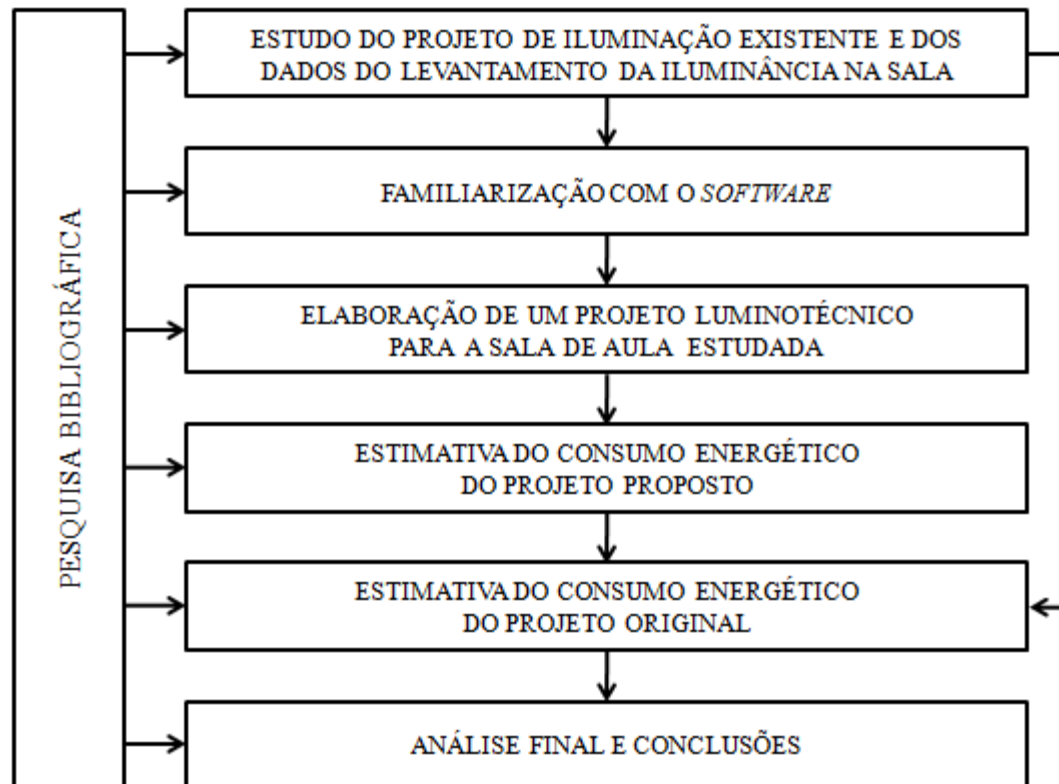 PESQUISA BIBLIOGRÁFICA
ESTUDO DO PROJETO DE ILUMINAÇÃO EXISTENTE E DOS
DADOS DO LEVANTAMENTO DA ILUMINÂNCIA NA SALA
FAMILIARIZAÇÃO COM O SOFTWARE
ELABORAÇÃO DE UM PROJETO LUMINOTÉCNICO
PARA A SALA DE AULA ESTUDADA
ESTIMATIVA DO CONSUMO ENERGÉTICO
DO PROJETO PROPOSTO
ESTIMATIVA DO CONSUMO ENERGÉTICO
DO PROJETO ORIGINAL
ANÁLISE FINAL E CONCLUSÕES